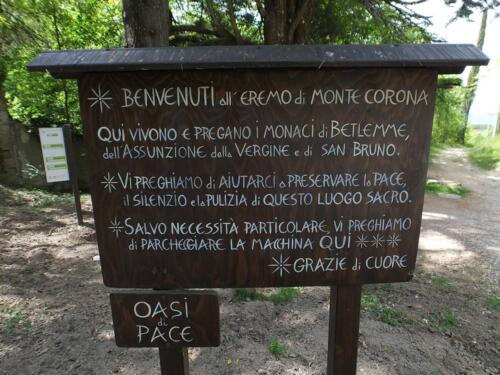 BENVENUTI all'EREMO di MONTE CORONA
QUI VIVONO E PREGANO I MONACI di BETLEMME,
dell'ASSUNZIONE della VERGINE e di SAN BRUNO.
VI PREGHIAMO di AIUTARCI a PRESERVARE la PACE,
il SILENZIO e la PULIZIA di QUESTO LUOGO SACRO.
SALVO NECESSITÀ PARTICOLARE, VI PREGHIAMO
di PARCHEGGIARE LA MACCHINA QUI
GRAZIE di CUORE
OASI
di
PACE